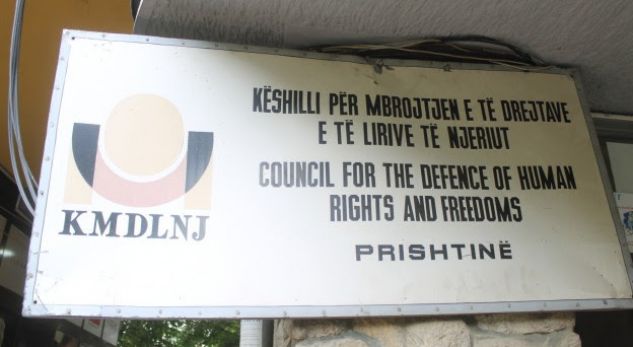 KËSHILLI PËR MBROJTJEN E TË DREJTAVE
E TË LIRIVE TË NJERIUT
COUNCIL FOR THE DEFENCE OF HUMAN
RIGHTS AND FREEDOMS
PRISHTINË
KMDLNJ